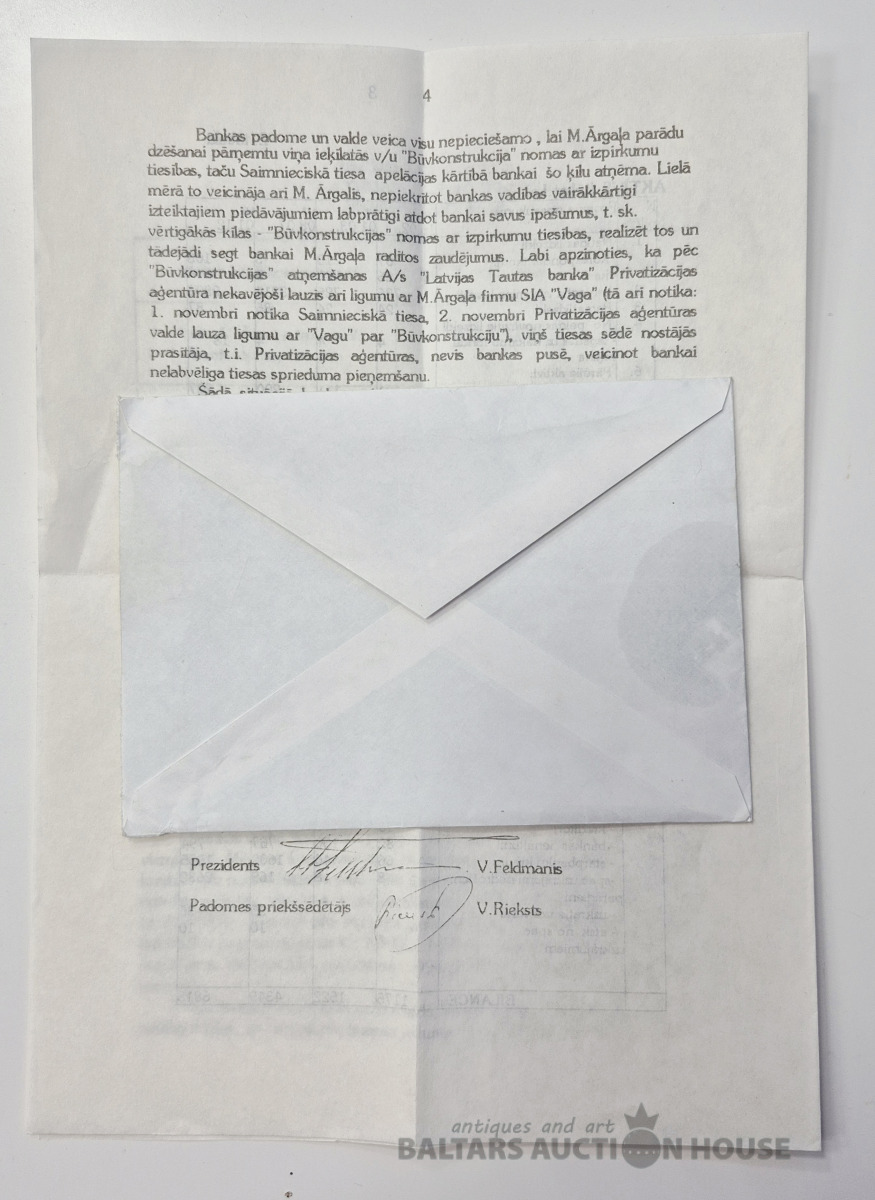 4
Bankas padome un valde veica visu nepieciešamo , lai M.Ārgaļa parādu
dzēšanai pārņemtu viņa ieķīlatās v/u "Būvkonstrukcija" nomas ar izpirkumu
tiesības, taču Saimnieciskā tiesa apelācijas kārtībā bankai šo ķīlu atņēma. Lielā
mērā to veicināja arī M. Ārgalis, nepiekrītot bankas vadības vairākkārtīgi
izteiktajiem piedāvājumiem labprātīgi atdot bankai savus īpašumus, t. sk.
vērtīgākās ķīlas - "Būvkonstrukcijas" nomas ar izpirkumu tiesības, realizēt tos un
tādejādi segt bankai M.Ārgaļa radītos zaudējumus. Labi apzinoties, ka pēc
"Būvkonstrukcijas" atņemšanas A/s "Latvijas Tautas banka" Privatizācijas
aģentūra nekavējoši lauzīs arī līgumu ar M.Ārgaļa firmu SIA "Vaga" (tā arī notika:
1. novembrī notika Saimnieciskā tiesa, 2. novembrī Privatizācijas aģentūras
valde lauza līgumu ar "Vagu" par "Būvkonstrukciju"), viņš tiesas sēdē nostājās
prasītāja, t.i. Privatizācijas aģentūras, nevis bankas pusē, veicinot bankai
nelabvēlīga tiesas sprieduma pieņemšanu.
Šādā
Prezidents V.Feldmanis
Padomes priekšsēdētājs V.Rieksts
antiques and art
BALTARS AUCTION HOUSE